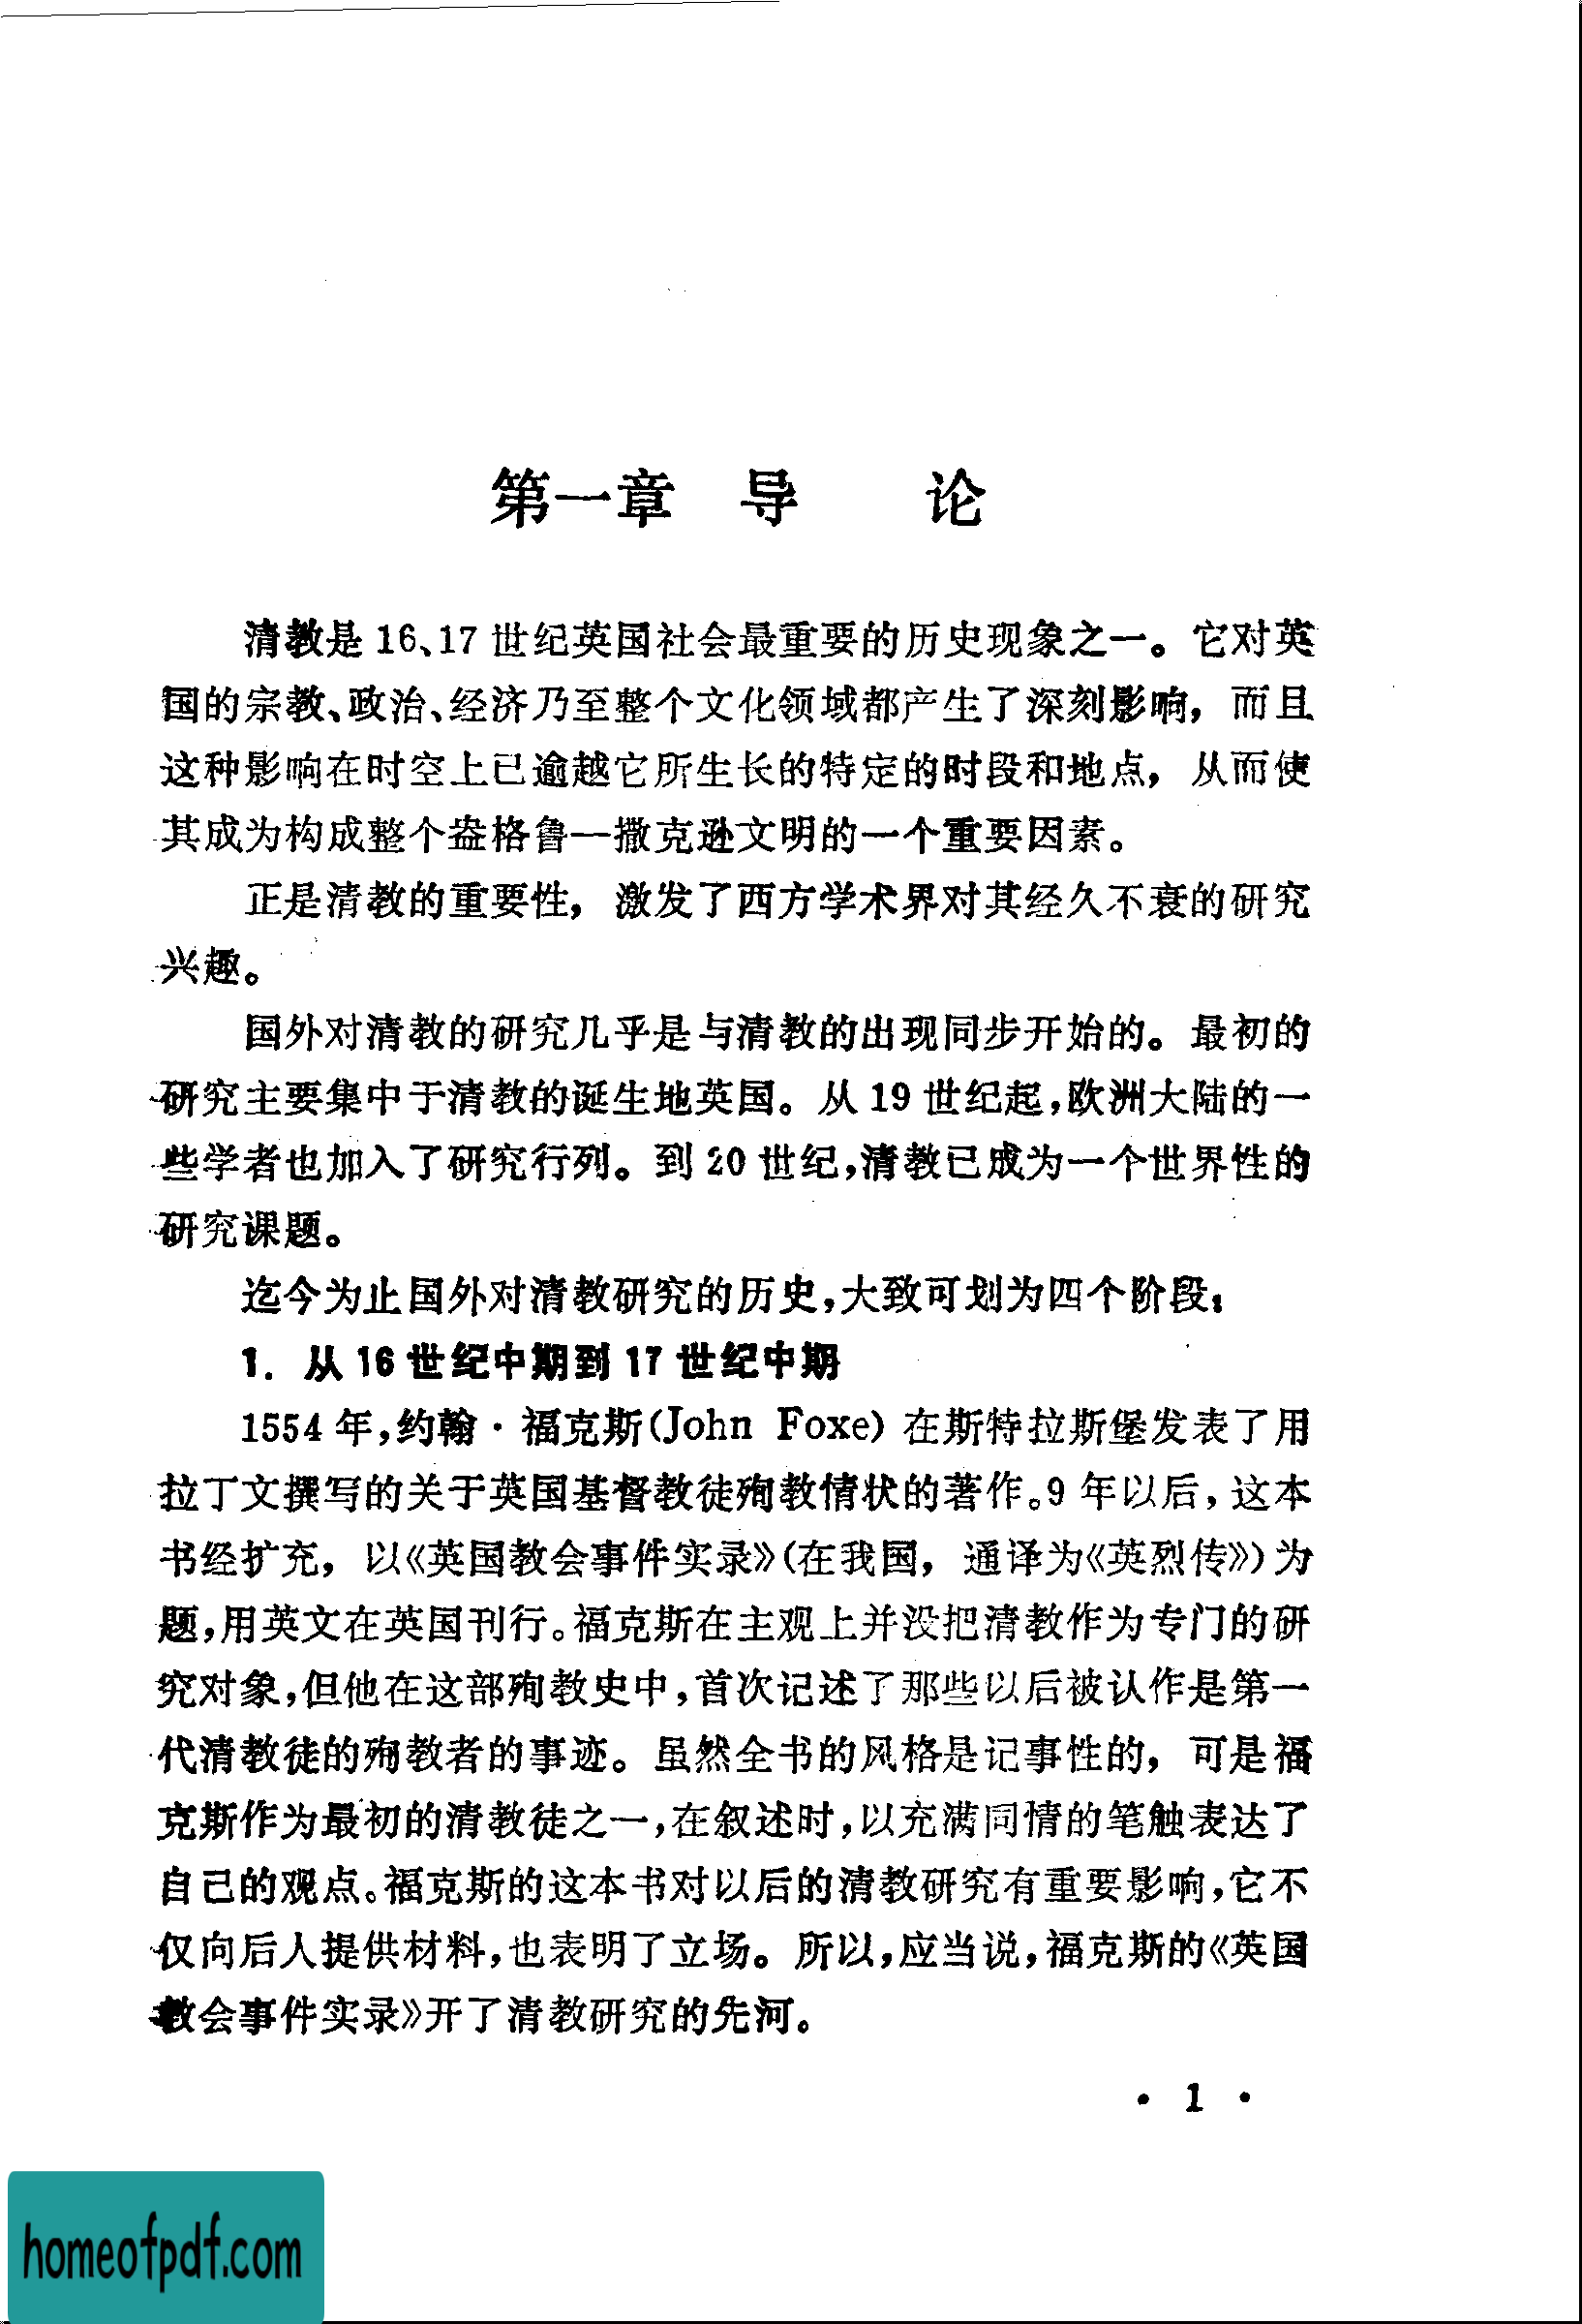 第一章 导 论
清教是 16、17 世纪英国社会最重要的历史现象之一。它对英
国的宗教、政治、经济乃至整个文化领域都产生了深刻影响，而且
这种影响在时空上已逾越它所生长的特定的时段和地点，从而使
其成为构成整个盎格鲁—撒克逊文明的一个重要因素。
正是清教的重要性，激发了西方学术界对其经久不衰的研究
兴趣。
国外对清教的研究几乎是与清教的出现同步开始的。最初的
研究主要集中于清教的诞生地英国。从 19 世纪起，欧洲大陆的一
些学者也加入了研究行列。到 20 世纪，清教已成为一个世界性的
研究课题。
迄今为止国外对清教研究的历史，大致可划为四个阶段：
1. 从 16 世纪中期到 17 世纪中期
1554 年，约翰·福克斯(John Foxe) 在斯特拉斯堡发表了用
拉丁文撰写的关于英国基督教徒殉教情状的著作。9 年以后，这本
书经扩充，以《英国教会事件实录》(在我国，通译为《英烈传》) 为
题，用英文在英国刊行。福克斯在主观上并没把清教作为专门的研
究对象，但他在这部殉教史中，首次记述了那些以后被认作是第一
代清教徒的殉教者的事迹。虽然全书的风格是记事性的，可是福
克斯作为最初的清教徒之一，在叙述时，以充满同情的笔触表达了
自己的观点。福克斯的这本书对以后的清教研究有重要影响，它不
仅向后人提供材料，也表明了立场。所以，应当说，福克斯的《英国
教会事件实录》开了清教研究的先河。
· 1 ·
homeofpdf.com